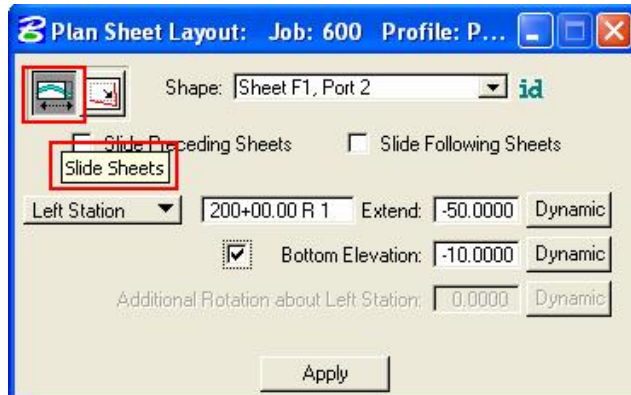 Plan Sheet Layout: Job: 600 Profile: P...
Shape: Sheet F1, Port 2 id
Slide Preceding Sheets Slide Following Sheets
Slide Sheets
Left Station 200+00.00 R 1 Extend: -50.0000 Dynamic
Bottom Elevation: -10.0000 Dynamic
Additional Rotation about Left Station: 0.0000 Dynamic
Apply